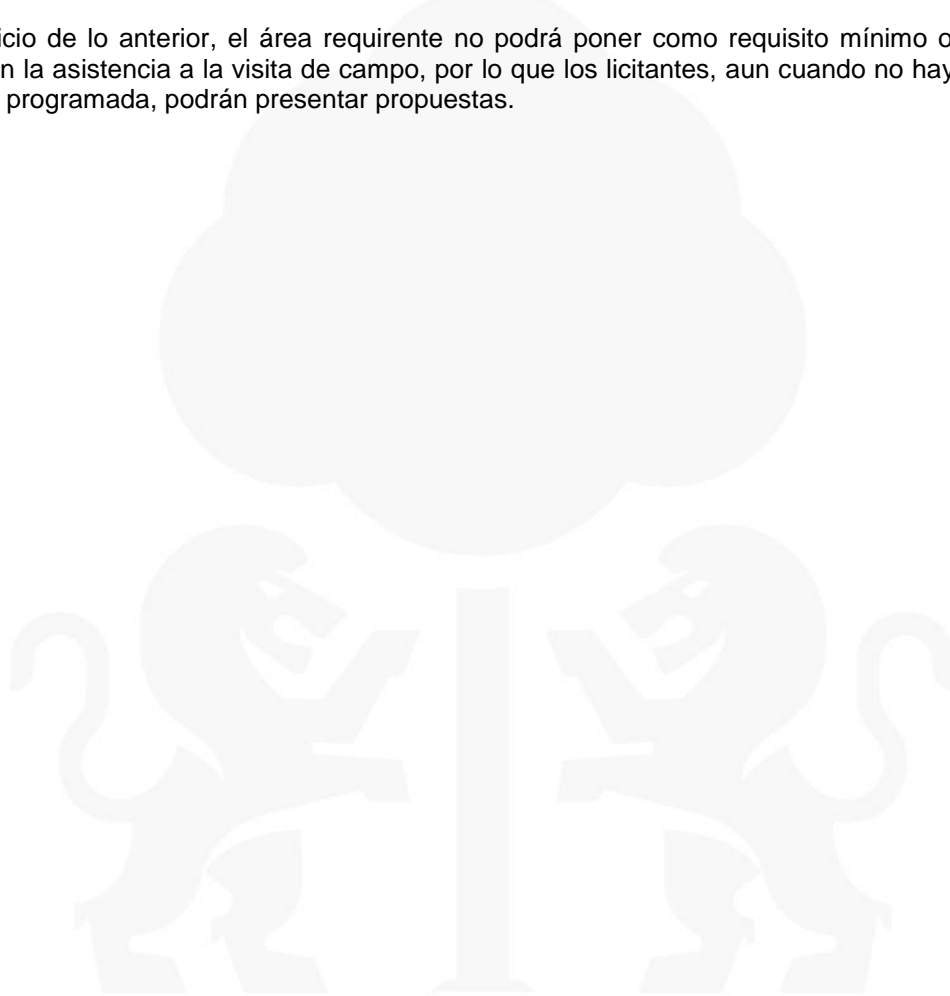 icio de lo anterior, el área requirente no podrá poner como requisito mínimo o
n la asistencia a la visita de campo, por lo que los licitantes, aun cuando no hay
programada, podrán presentar propuestas.